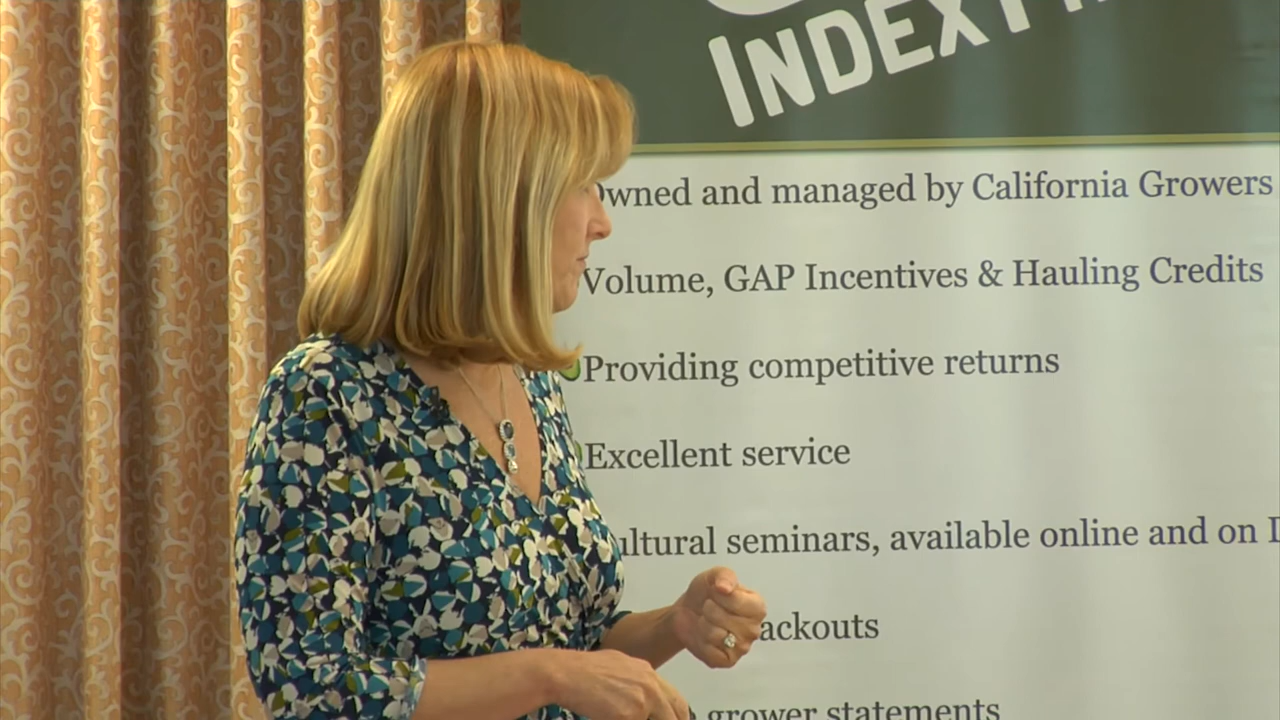 INDEX
Owned and managed by California Growers
Volume, GAP Incentives & Hauling Credits
Providing competitive returns
Excellent service
ultural seminars, available online and on
ackouts
grower statements